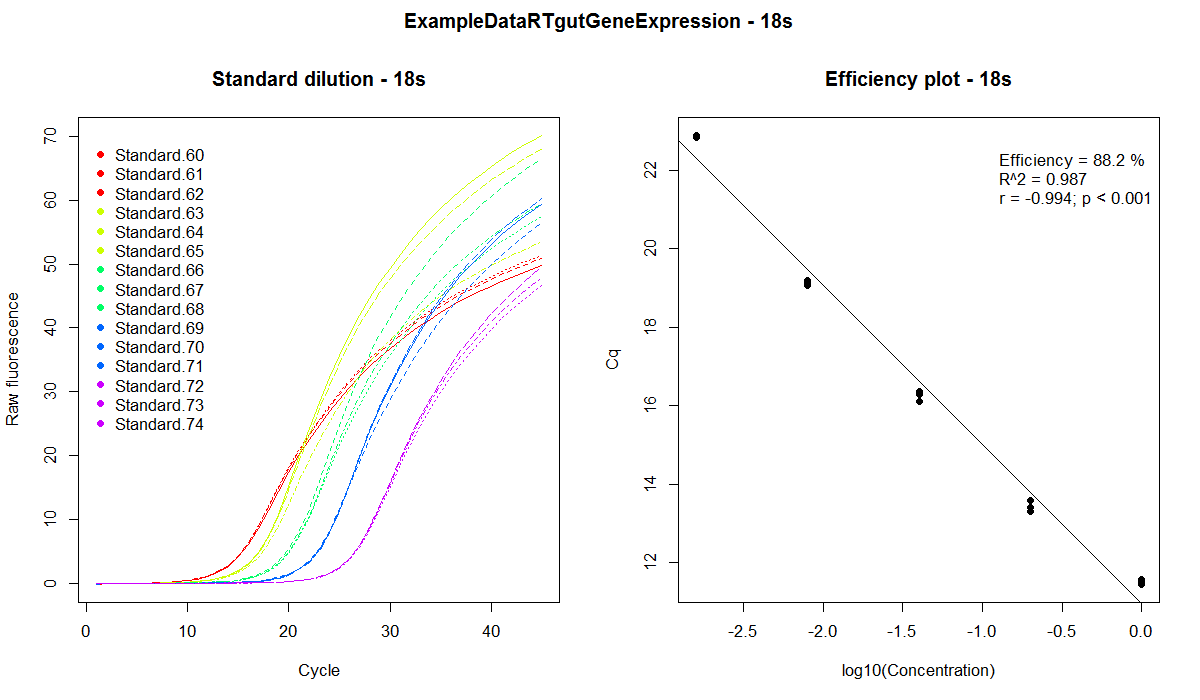 ExampleDataRTgutGeneExpression - 18s
Standard dilution - 18s
Raw fluorescence
70
60
50
40
30
20
10
0
Standard.60
Standard.61
Standard.62
Standard.63
Standard.64
Standard.65
Standard.66
Standard.67
Standard.68
Standard.69
Standard.70
Standard.71
Standard.72
Standard.73
Standard.74
0 10 20 30 40
Cycle
Efficiency plot - 18s
Cq
22
20
18
16
14
12
Efficiency = 88.2 %
R^2 = 0.987
r = -0.994; p < 0.001
-2.5 -2.0 -1.5 -1.0 -0.5 0.0
log10(Concentration)